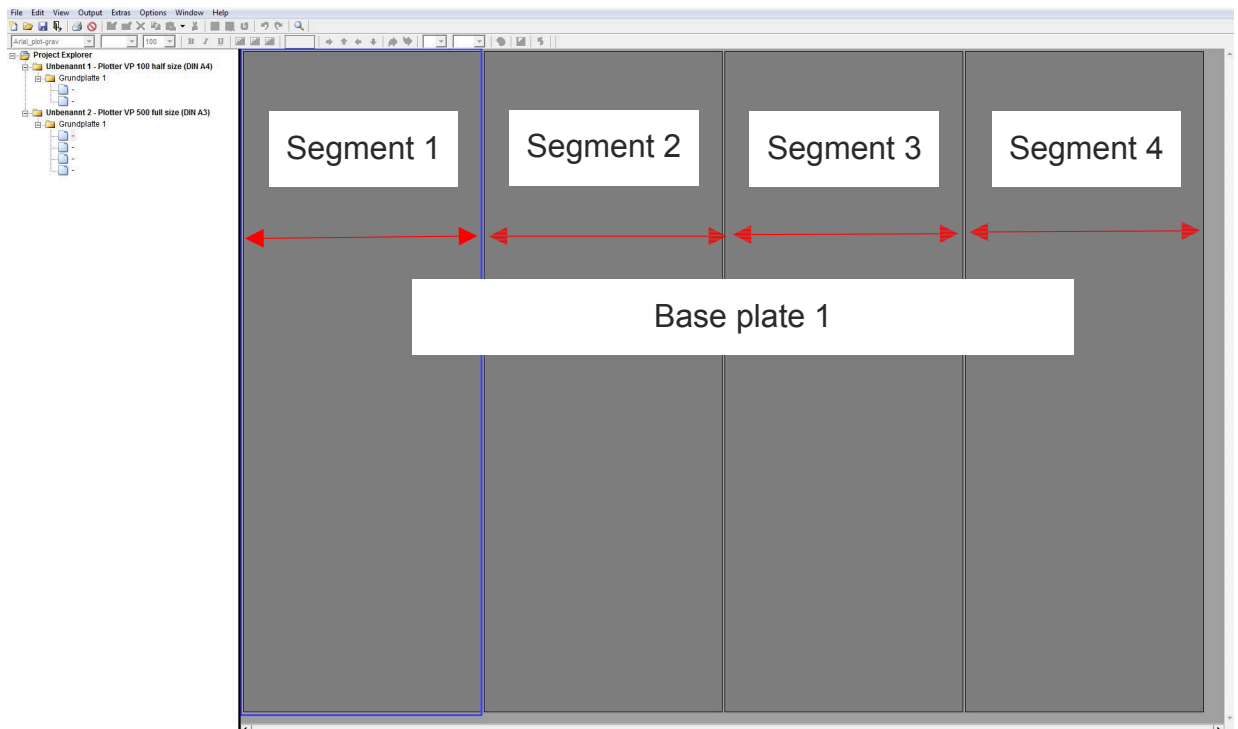 File Edit View Output Extras Options Window Help
Arial_plot-grav 100 B I U
Project Explorer
Unbenannt 1 - Plotter VP 100 half size (DIN A4)
Grundplatte 1
-
-
Unbenannt 2 - Plotter VP 500 full size (DIN A3)
Grundplatte 1
-
-
-
-
Segment 1 Segment 2 Segment 3 Segment 4
Base plate 1